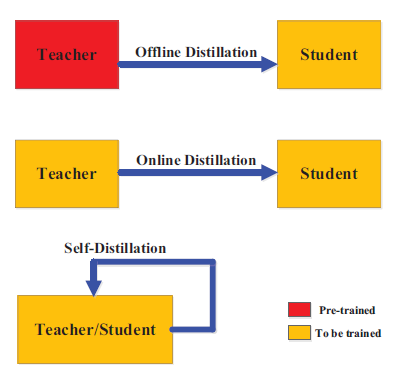 Teacher
Offline Distillation
Student
Teacher
Online Distillation
Student
Self-Distillation
Teacher/Student
Pre-trained
To be trained